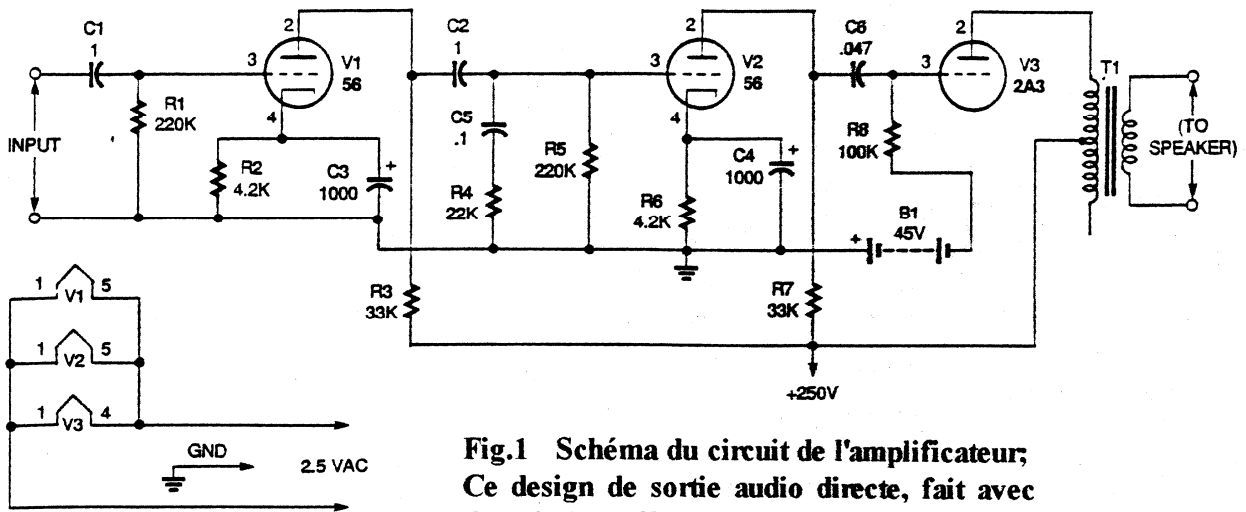 C1
1
3
2
V1
56
4
INPUT
R1
220K
R2
4.2K
C3
1000
+
C2
1
C5
.1
R4
22K
R5
220K
3
2
V2
56
4
R6
4.2K
C4
1000
+
C6
.047
3
2
V3
2A3
R8
100K
+
B1
45V
T1
(TO
SPEAKER)
R3
33K
R7
33K
+250V
1 V1 5
1 V2 5
1 V3 4
GND
2.5 VAC
Fig.1 Schéma du circuit de l'amplificateur;
Ce design de sortie audio directe, fait avec